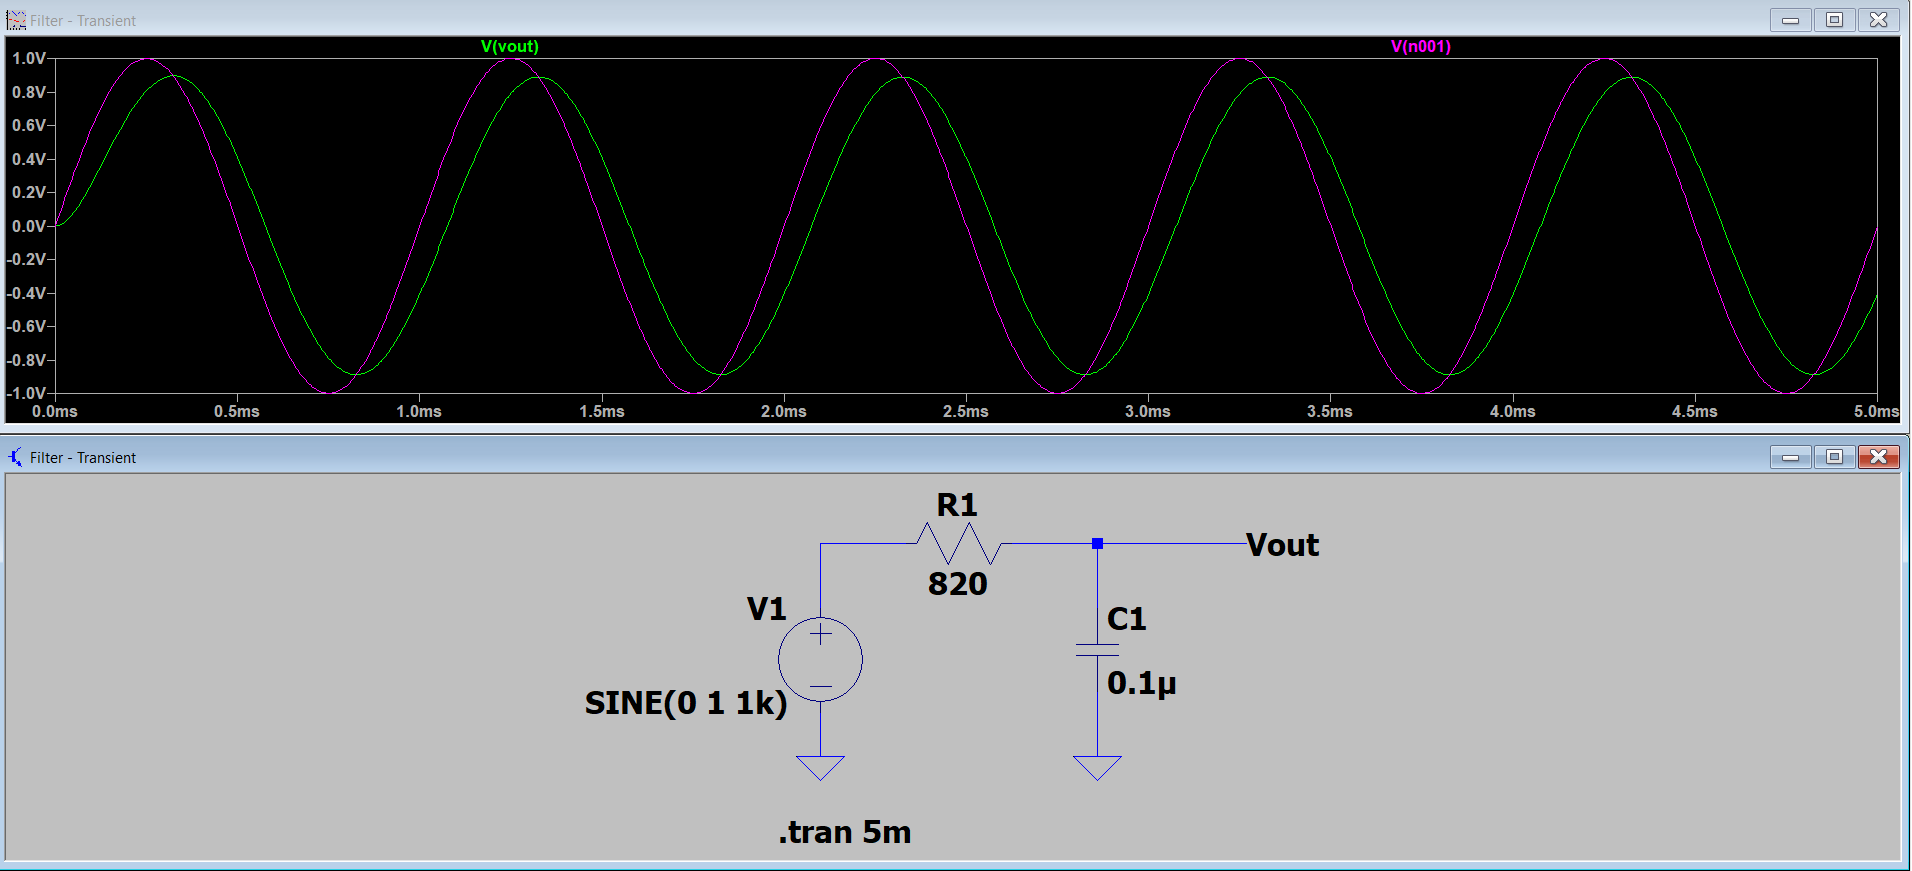 Filter - Transient
V(vout) V(n001)
1.0V
0.8V
0.6V
0.4V
0.2V
0.0V
-0.2V
-0.4V
-0.6V
-0.8V
-1.0V
0.0ms 0.5ms 1.0ms 1.5ms 2.0ms 2.5ms 3.0ms 3.5ms 4.0ms 4.5ms 5.0ms
Filter - Transient
R1
820
Vout
V1
SINE(0 1 1k)
C1
0.1µ
.tran 5m